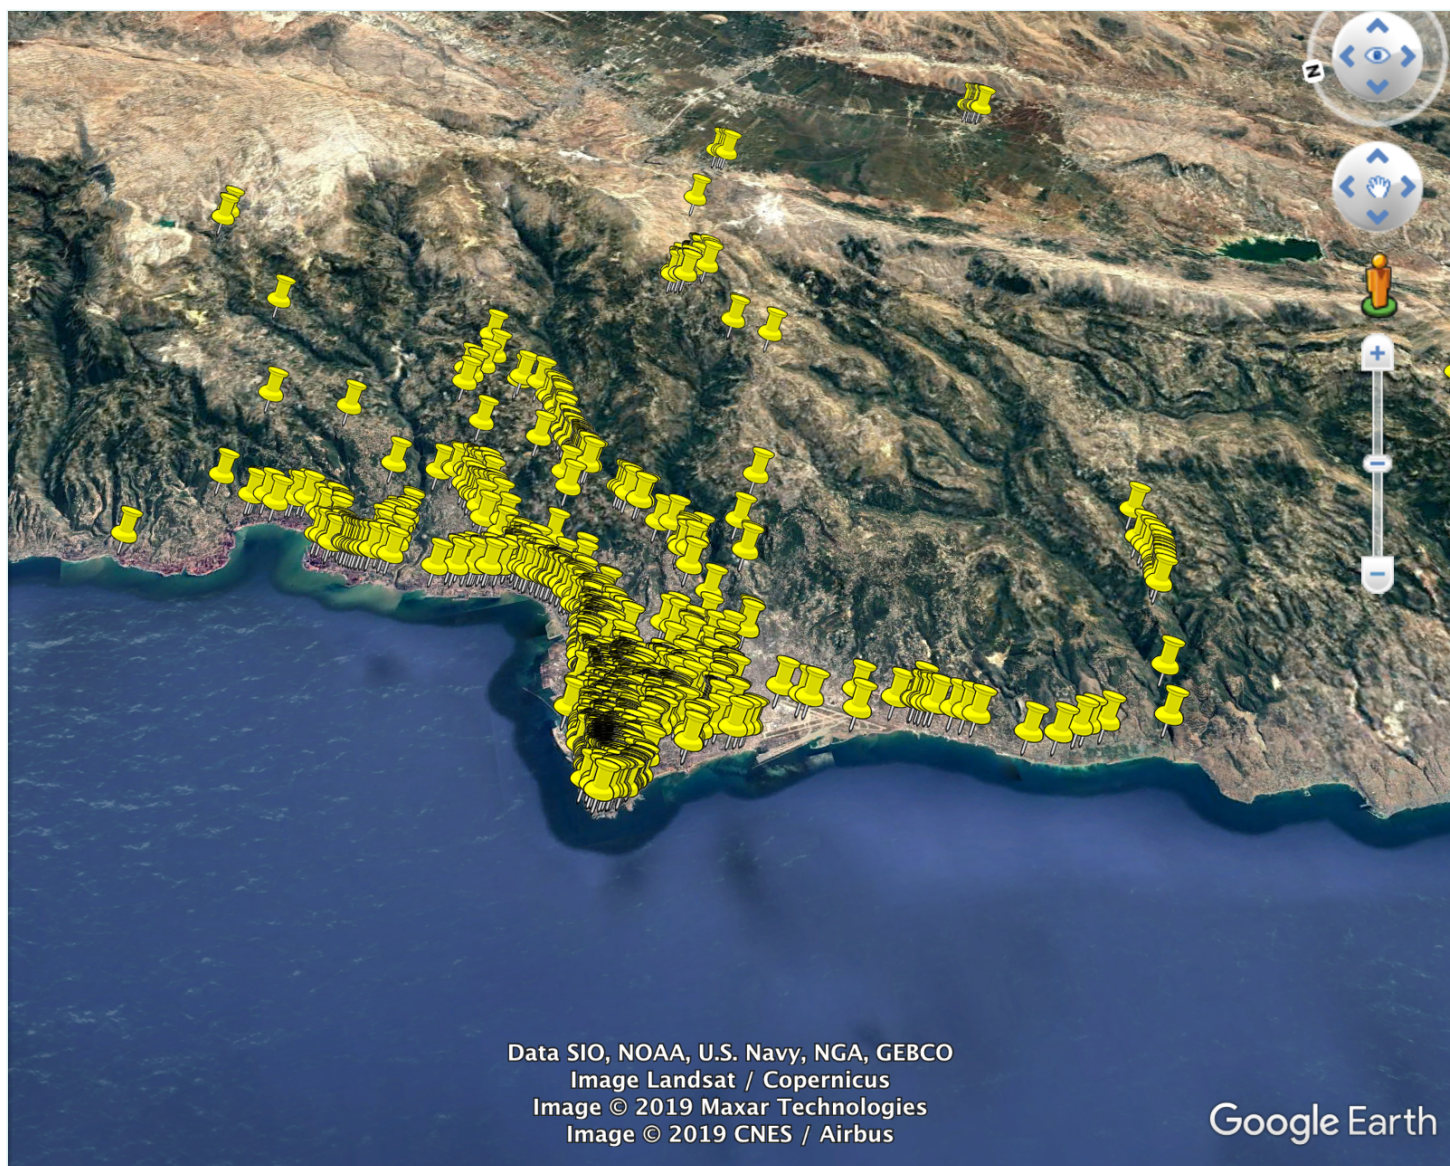 N
Data SIO, NOAA, U.S. Navy, NGA, GEBCO
Image Landsat / Copernicus
Image © 2019 Maxar Technologies
Image © 2019 CNES / Airbus
Google Earth